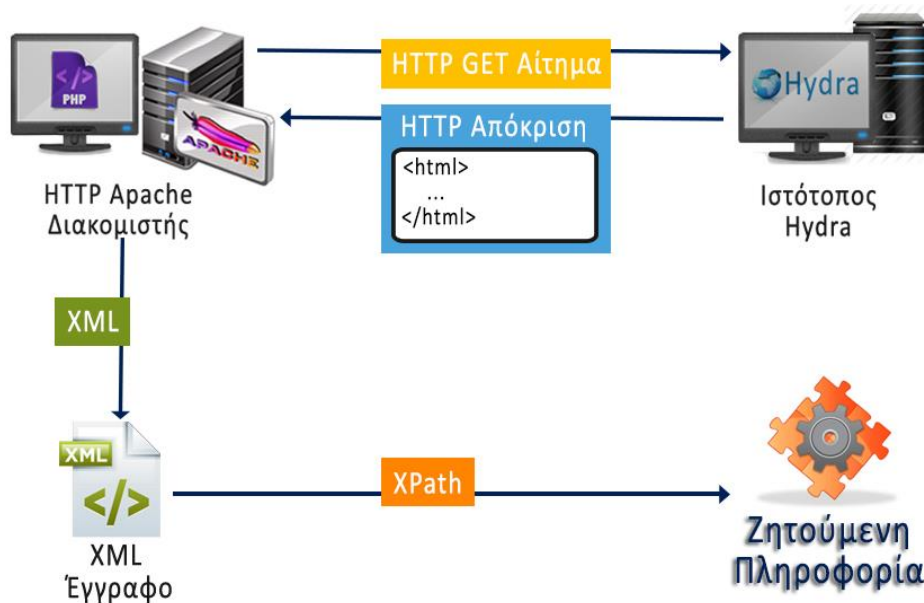 </>
PHP
APACHE
HTTP Apache
Διακομιστής
HTTP GET Αίτημα
HTTP Απόκριση
<html>
...
</html>
Hydra
Ιστότοπος
Hydra
XML
XML
</>
XML
Έγγραφο
XPath
Ζητούμενη
Πληροφορία